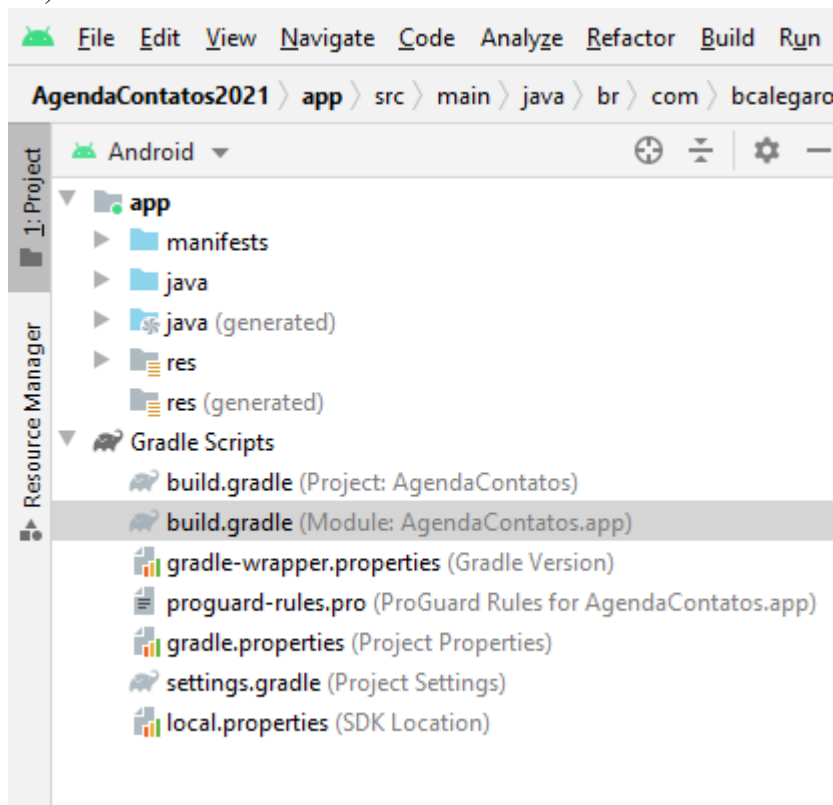 File Edit View Navigate Code Analyze Refactor Build Run
AgendaContatos2021 〉 app 〉 src 〉 main 〉 java 〉 br 〉 com 〉 bcalegaro
1: Project
Android
app
manifests
java
java (generated)
res
res (generated)
Resource Manager
Gradle Scripts
build.gradle (Project: AgendaContatos)
build.gradle (Module: AgendaContatos.app)
gradle-wrapper.properties (Gradle Version)
proguard-rules.pro (ProGuard Rules for AgendaContatos.app)
gradle.properties (Project Properties)
settings.gradle (Project Settings)
local.properties (SDK Location)